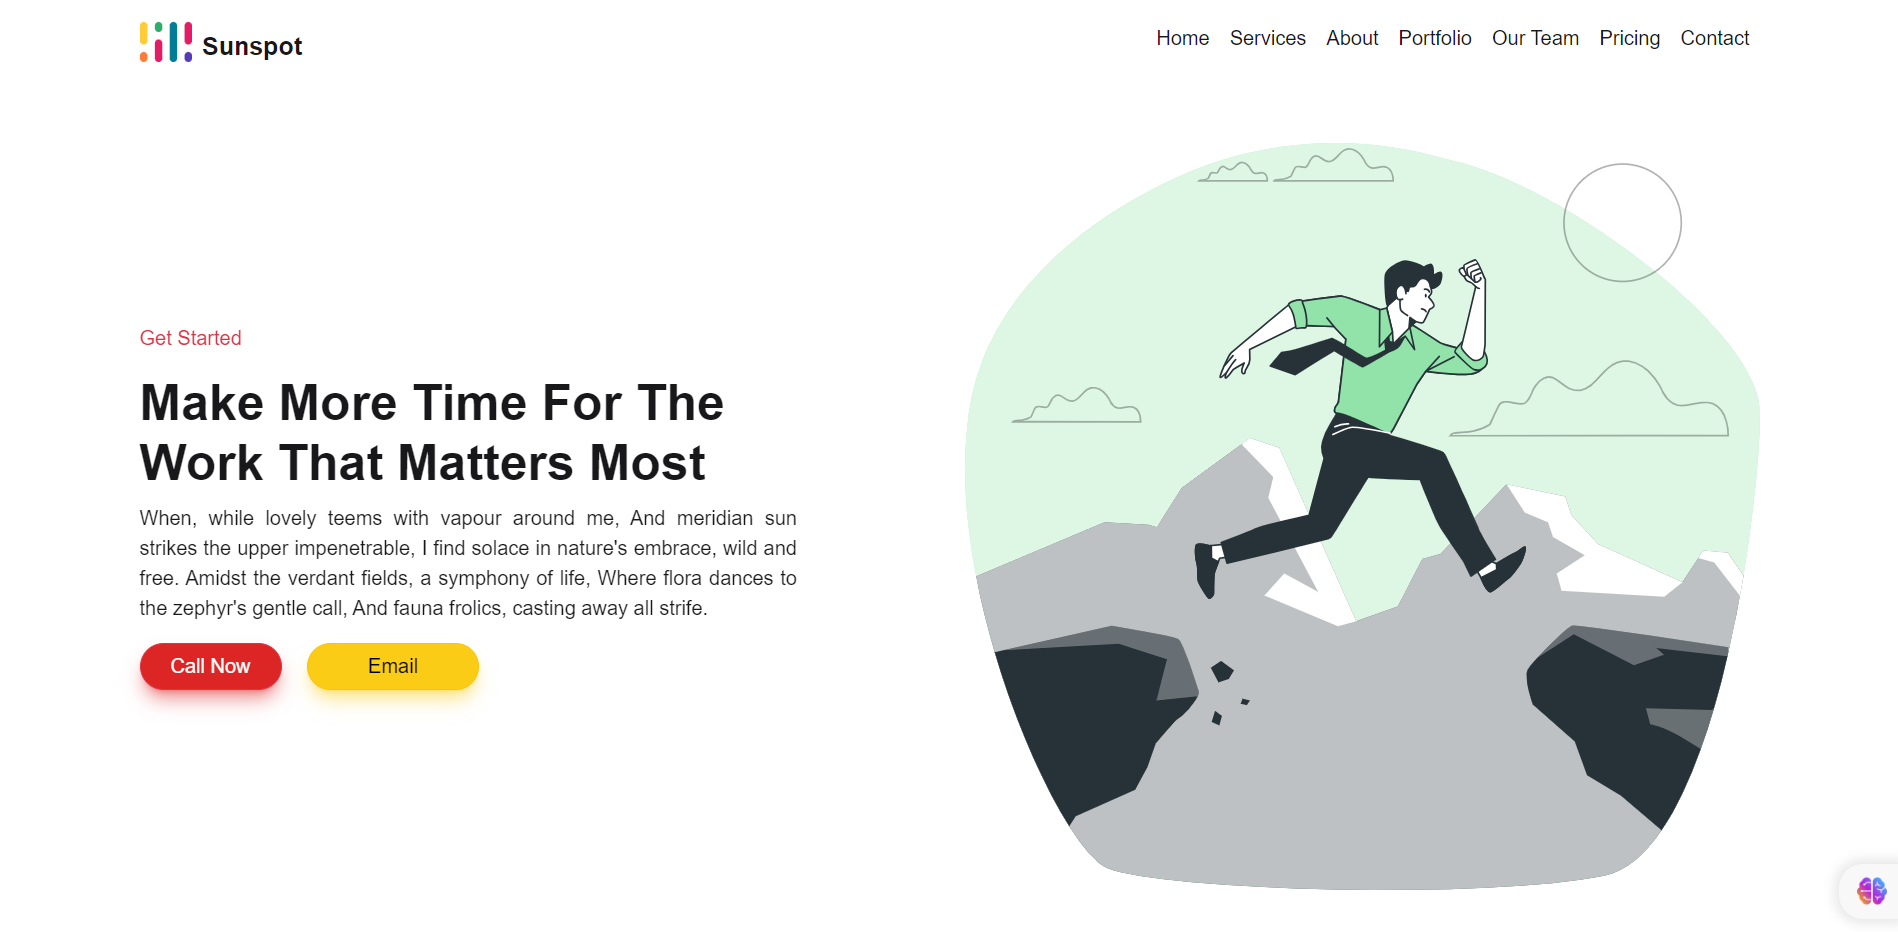 Sunspot
Home Services About Portfolio Our Team Pricing Contact
Get Started
Make More Time For The
Work That Matters Most
When, while lovely teems with vapour around me, And meridian sun
strikes the upper impenetrable, I find solace in nature's embrace, wild and
free. Amidst the verdant fields, a symphony of life, Where flora dances to
the zephyr's gentle call, And fauna frolics, casting away all strife.
Call Now
Email